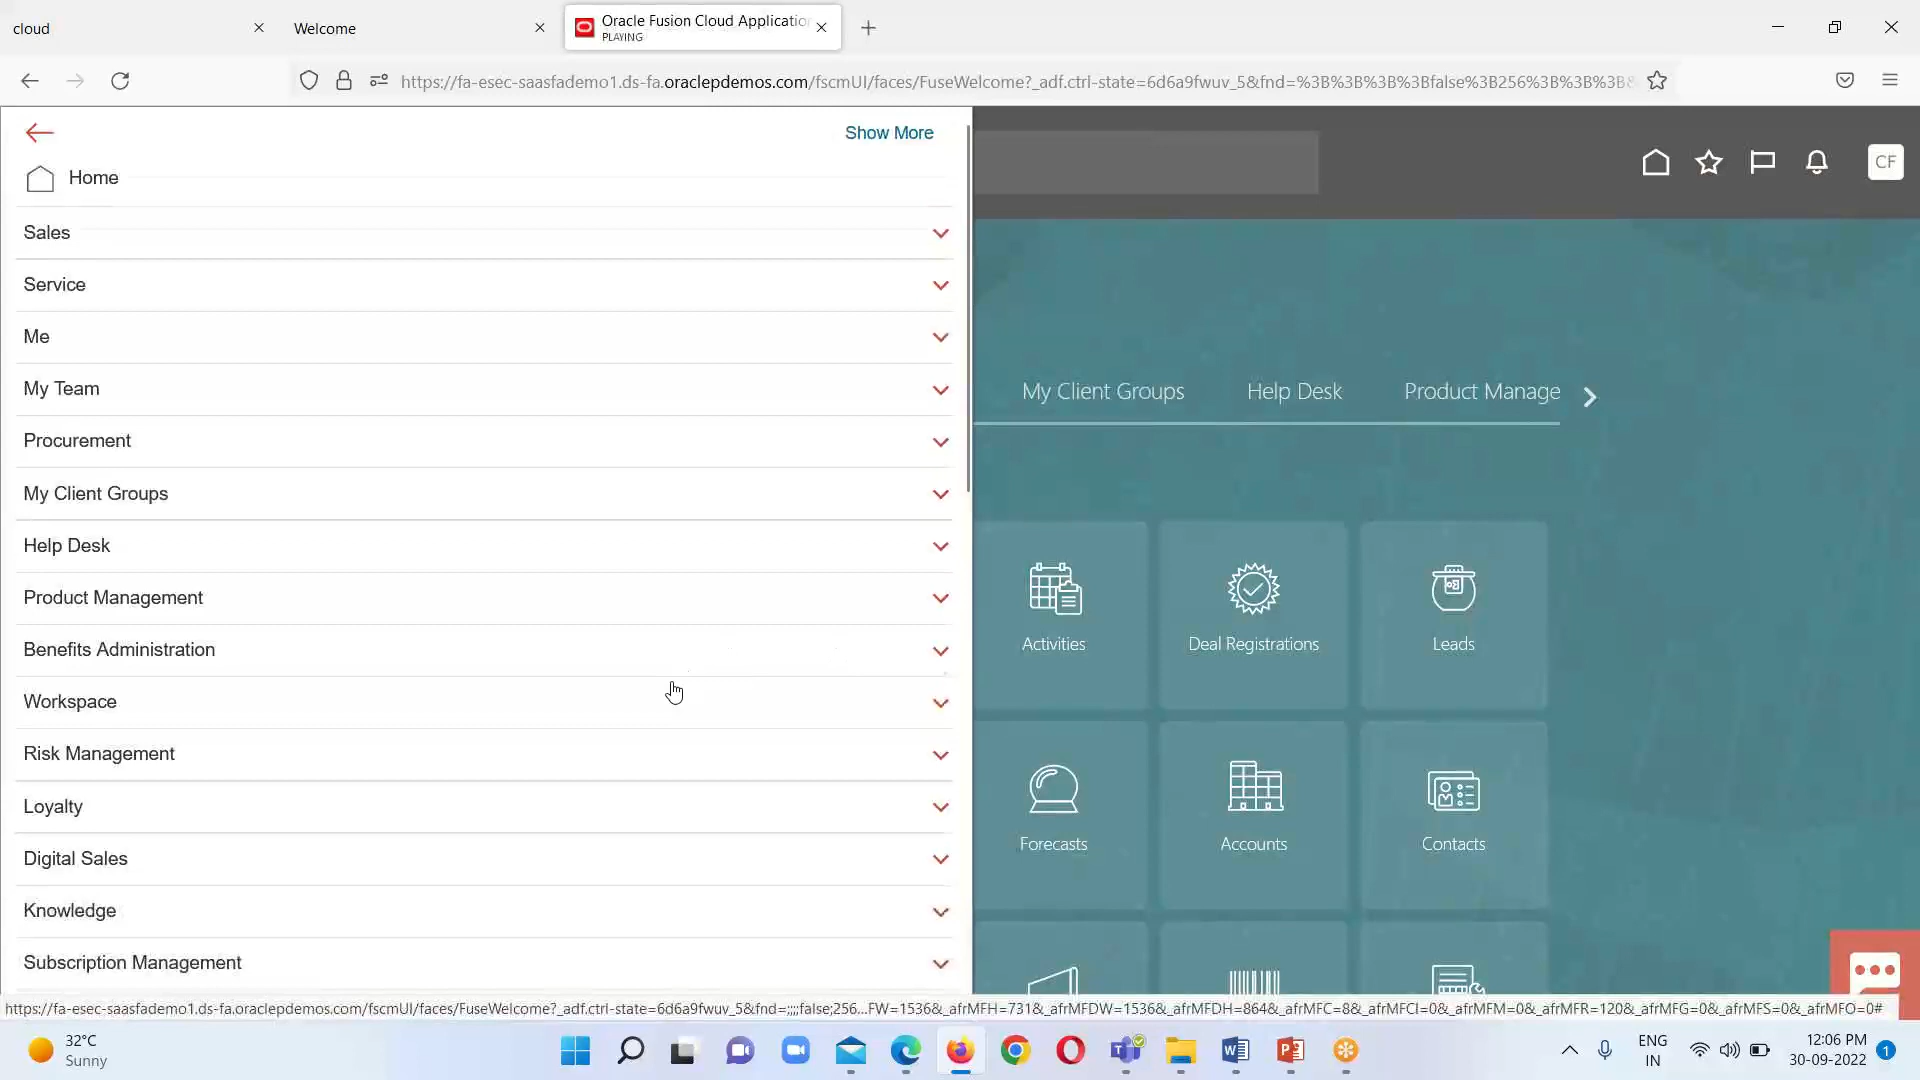 cloud
Welcome
Oracle Fusion Cloud Applicatio
PLAYING
https://fa-esec-saasfademo1.ds-fa.oraclepdemos.com/fscmUI/faces/FuseWelcome?_adf.ctrl-state=6d6a9fwuv_5&fnd=%3B%3B%3B%3Bfalse%3B256%3B%3B%3B&
Show More
Home
CF
Sales
Service
Me
My Team
Procurement
My Client Groups
Help Desk
Product Management
Benefits Administration
Workspace
Risk Management
Loyalty
Digital Sales
Knowledge
Subscription Management
My Client Groups
Help Desk
Product Manage
Activities
Deal Registrations
Leads
Forecasts
Accounts
Contacts
https://fa-esec-saasfademo1.ds-fa.oraclepdemos.com/fscmUI/faces/FuseWelcome?_adf.ctrl-state=6d6a9fwuv_5&fnd=;;;;false;256...FW=1536&_afrMFH=731&_afrMFDW=1536&_afrMFDH=864&_afrMFC=8&_afrMFCI=0&_afrMFM=0&_afrMFR=120&_afrMFG=0&_afrMFS=0&_afrMFO=0#
32°C
Sunny
ENG
IN
12:06 PM
30-09-2022
1